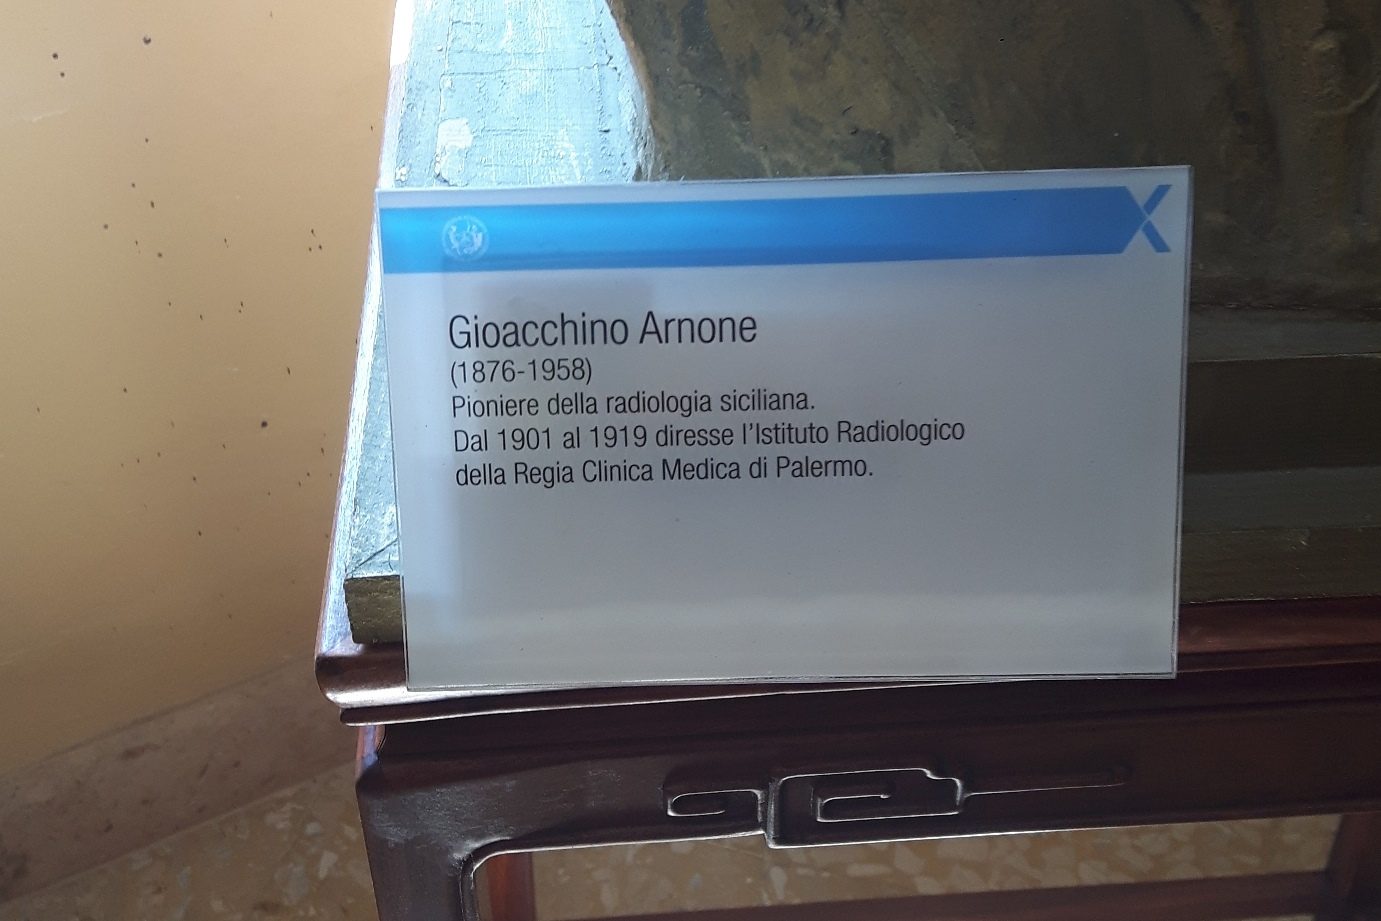 Gioacchino Arnone
(1876-1958)
Pioniere della radiologia siciliana.
Dal 1901 al 1919 diresse l'Istituto Radiologico
della Regia Clinica Medica di Palermo.